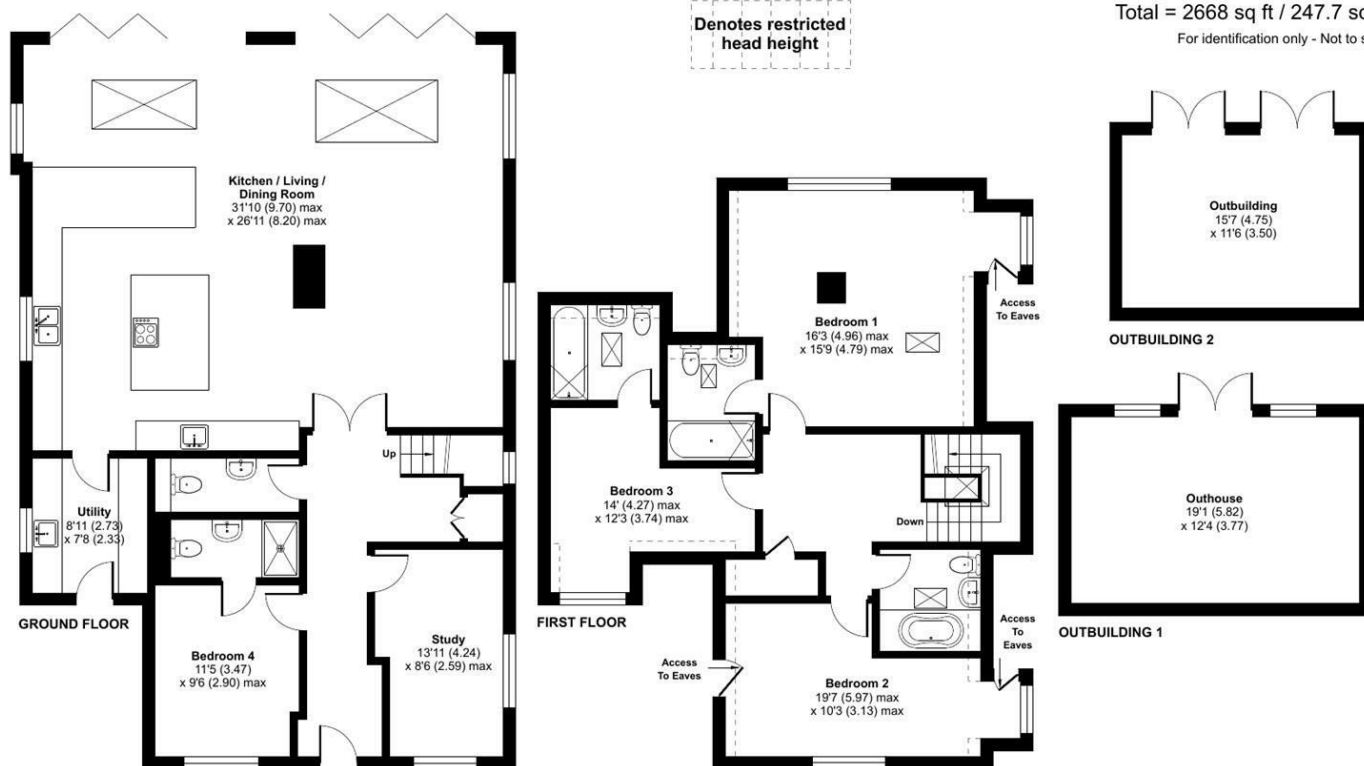 Denotes restricted
head height
Total = 2668 sq ft / 247.7 sq
For identification only - Not to s
Kitchen / Living /
Dining Room
31'10 (9.70) max
x 26'11 (8.20) max
Utility
8'11 (2.73)
x 7'8 (2.33)
Up
Bedroom 4
11'5 (3.47)
x 9'6 (2.90) max
Study
13'11 (4.24)
x 8'6 (2.59) max
GROUND FLOOR
Bedroom 1
16'3 (4.96) max
x 15'9 (4.79) max
Access
To Eaves
Bedroom 3
14' (4.27) max
x 12'3 (3.74) max
Down
FIRST FLOOR
Access
To Eaves
Bedroom 2
19'7 (5.97) max
x 10'3 (3.13) max
Access
To
Eaves
Outbuilding
15'7 (4.75)
x 11'6 (3.50)
OUTBUILDING 2
Outhouse
19'1 (5.82)
x 12'4 (3.77)
OUTBUILDING 1